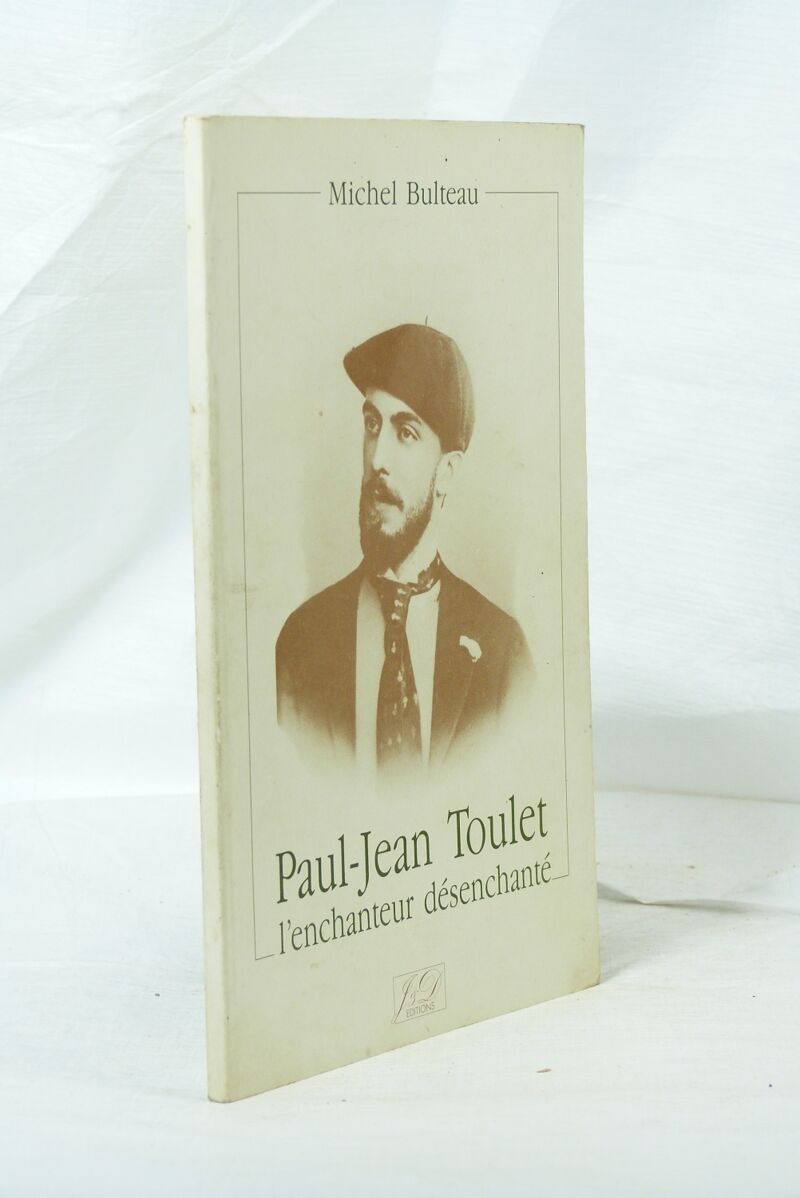 Michel Bulteau
Paul-Jean Toulet
l'enchanteur désenchanté
J&D
EDITIONS